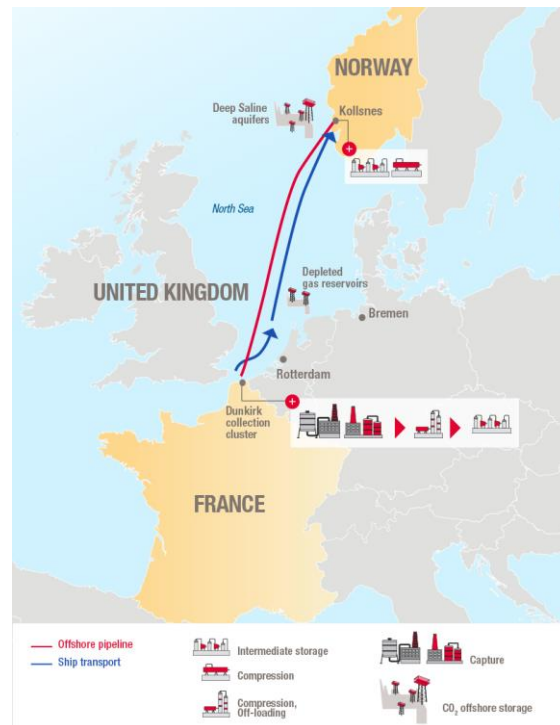 NORWAY
Deep Saline
aquifers
Kollsnes
North Sea
Depleted
gas reservoirs
UNITED KINGDOM
Bremen
Rotterdam
Dunkirk
collection
cluster
FRANCE
Offshore pipeline
Ship transport
Intermediate storage
Compression
Compression,
Off-loading
Capture
CO₂ offshore storage